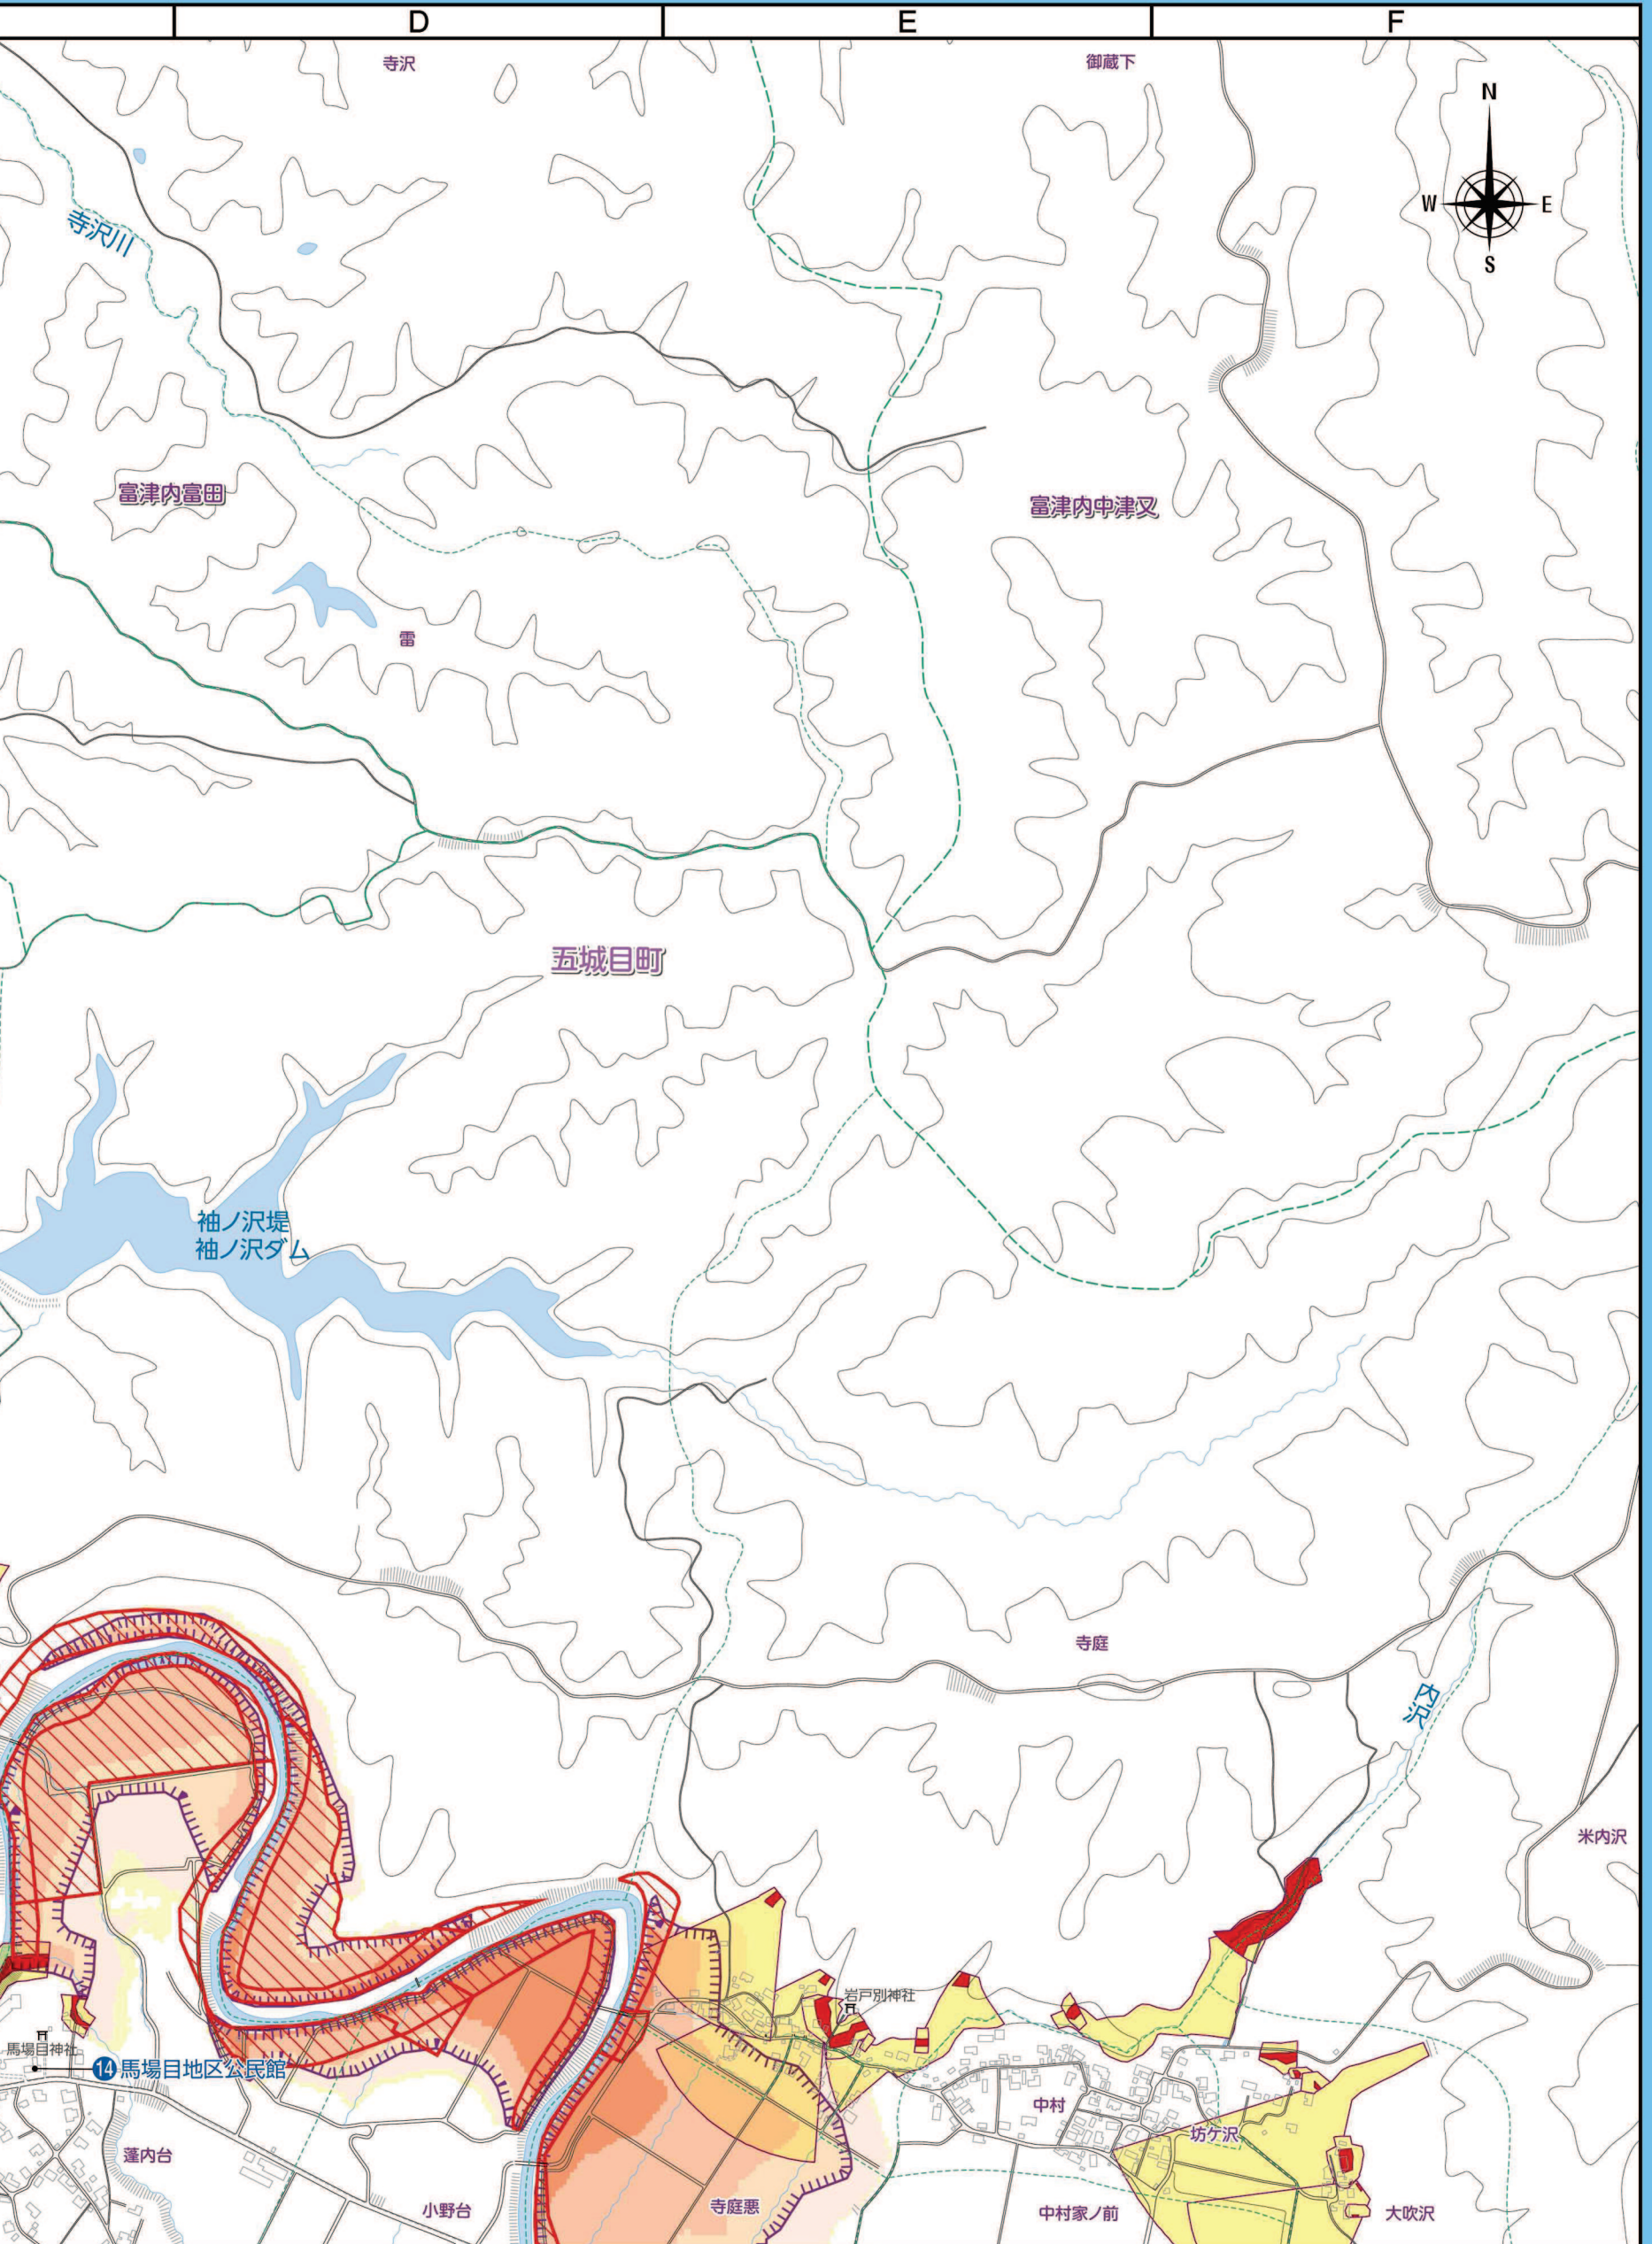 D
E
F
寺沢
御蔵下
N
W
E
S
寺沢川
富津内富田
富津内中津又
雷
五城目町
袖ノ沢堤
袖ノ沢ダム
寺庭
内沢
米内沢
岩戸別神社
馬場目神社
14 馬場目地区公民館
中村
坊ケ沢
蓬内台
小野台
寺庭悪
中村家ノ前
大吹沢